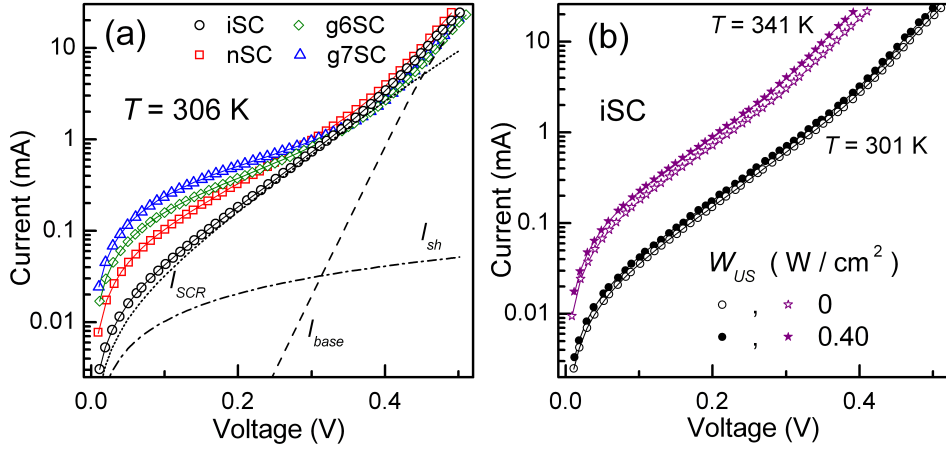 (a)
iSC
g6SC
nSC
g7SC
T = 306 K
I_SCR
I_sh
I_base
Current (mA)
10
1
0.1
0.01
0.0
0.2
0.4
Voltage (V)
(b)
T = 341 K
iSC
T = 301 K
W_US ( W / cm² )
, 0
, 0.40
Current (mA)
10
1
0.1
0.01
0.0
0.2
0.4
Voltage (V)